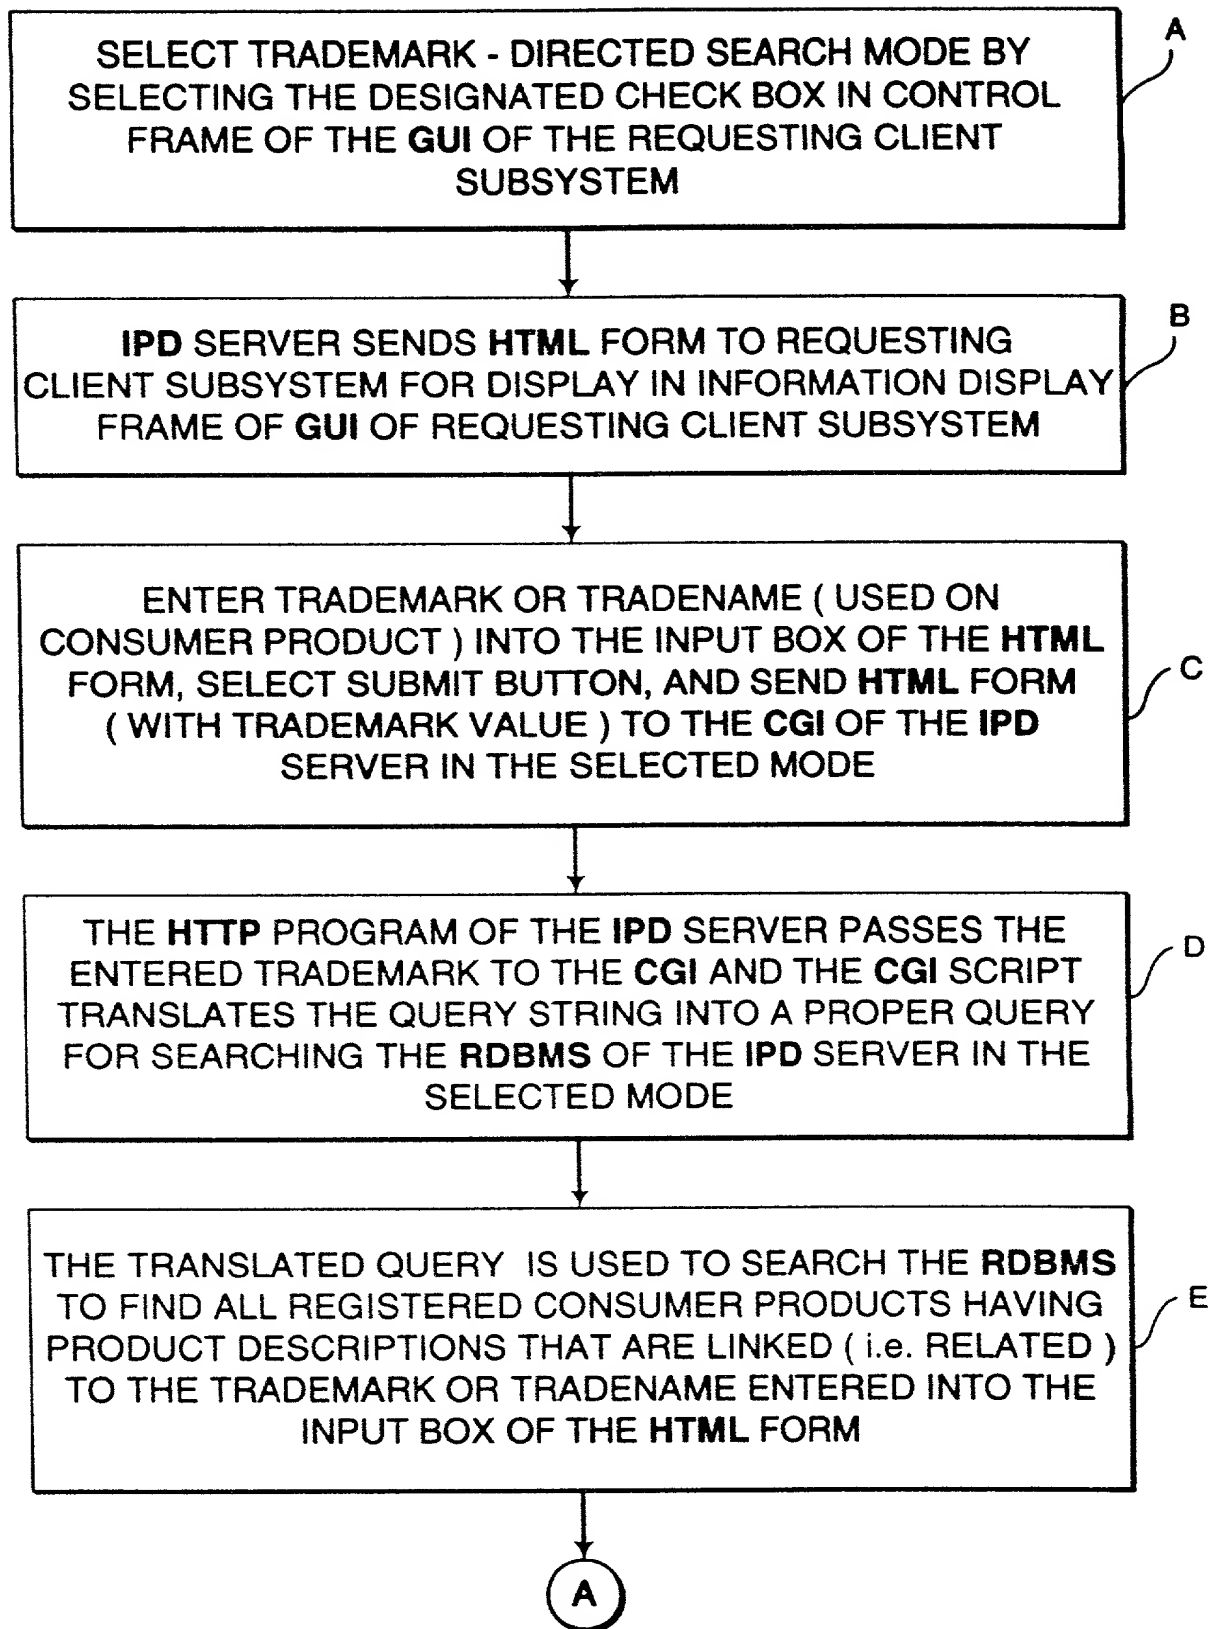 A
SELECT TRADEMARK - DIRECTED SEARCH MODE BY
SELECTING THE DESIGNATED CHECK BOX IN CONTROL
FRAME OF THE GUI OF THE REQUESTING CLIENT
SUBSYSTEM
B
IPD SERVER SENDS HTML FORM TO REQUESTING
CLIENT SUBSYSTEM FOR DISPLAY IN INFORMATION DISPLAY
FRAME OF GUI OF REQUESTING CLIENT SUBSYSTEM
C
ENTER TRADEMARK OR TRADENAME ( USED ON
CONSUMER PRODUCT ) INTO THE INPUT BOX OF THE HTML
FORM, SELECT SUBMIT BUTTON, AND SEND HTML FORM
( WITH TRADEMARK VALUE ) TO THE CGI OF THE IPD
SERVER IN THE SELECTED MODE
D
THE HTTP PROGRAM OF THE IPD SERVER PASSES THE
ENTERED TRADEMARK TO THE CGI AND THE CGI SCRIPT
TRANSLATES THE QUERY STRING INTO A PROPER QUERY
FOR SEARCHING THE RDBMS OF THE IPD SERVER IN THE
SELECTED MODE
E
THE TRANSLATED QUERY IS USED TO SEARCH THE RDBMS
TO FIND ALL REGISTERED CONSUMER PRODUCTS HAVING
PRODUCT DESCRIPTIONS THAT ARE LINKED ( i.e. RELATED )
TO THE TRADEMARK OR TRADENAME ENTERED INTO THE
INPUT BOX OF THE HTML FORM
A